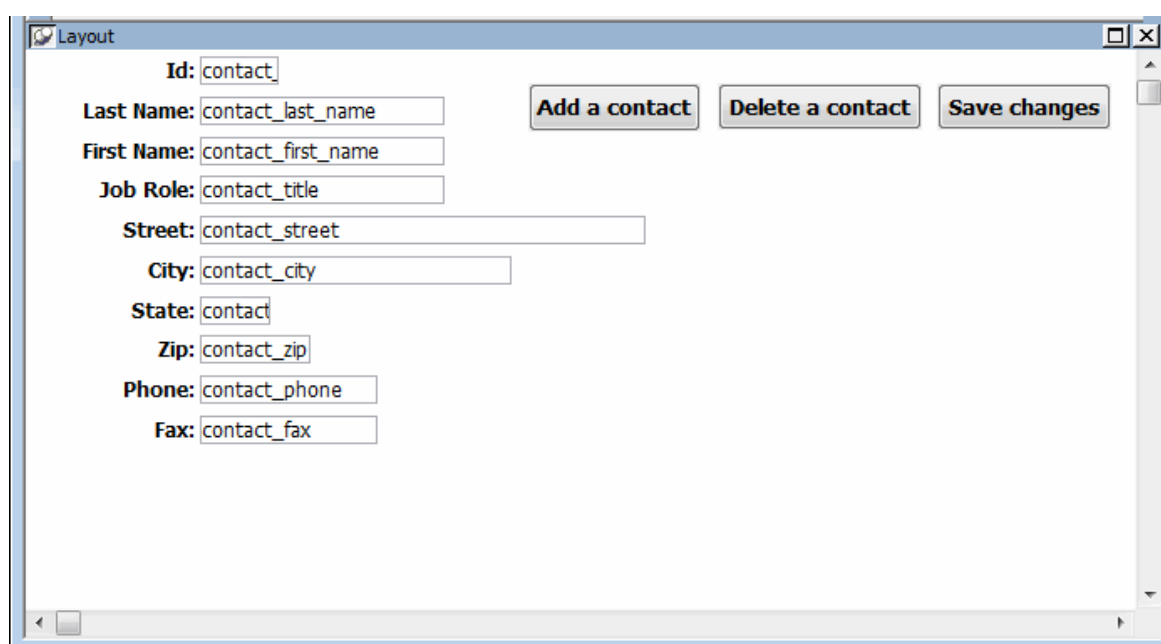 Layout
Id: contact_
Last Name: contact_last_name
Add a contact Delete a contact Save changes
First Name: contact_first_name
Job Role: contact_title
Street: contact_street
City: contact_city
State: contact
Zip: contact_zip
Phone: contact_phone
Fax: contact_fax